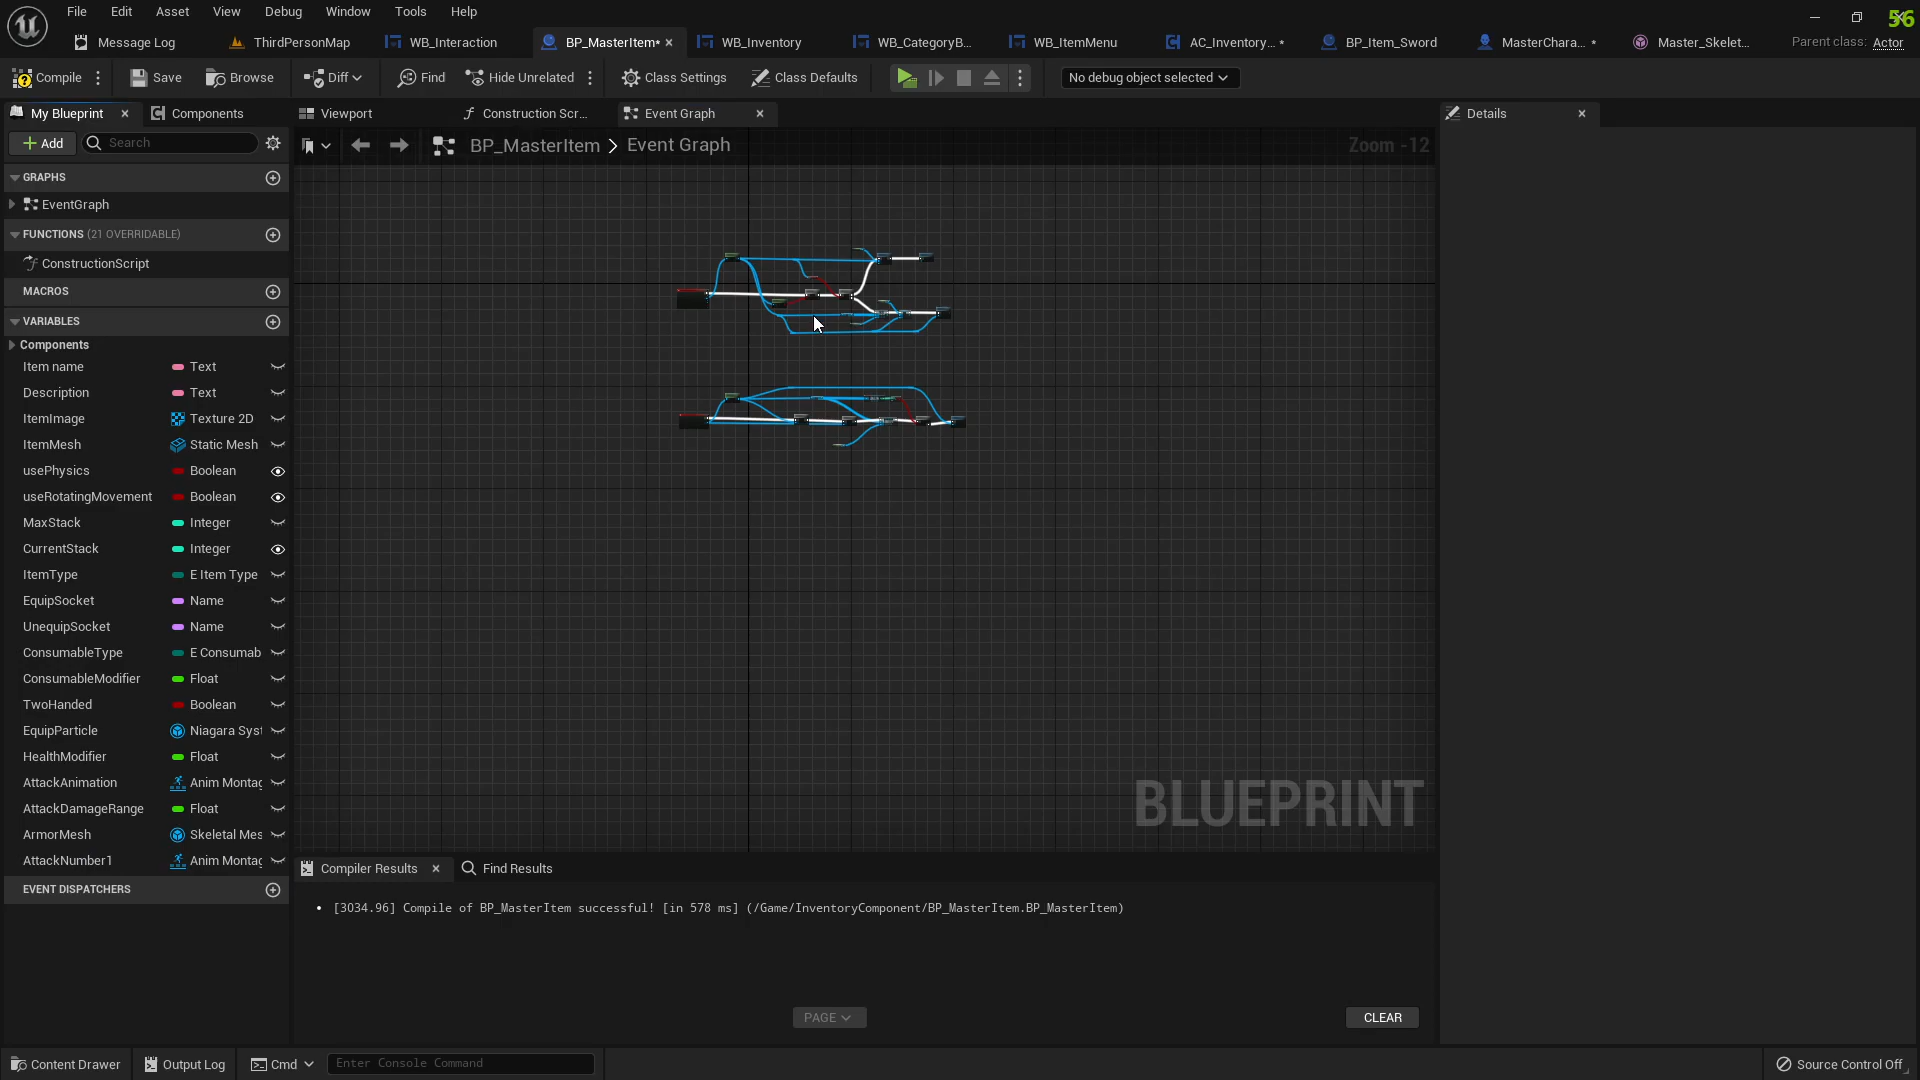 File Edit Asset View Debug Window Tools Help
56
Message Log ThirdPersonMap WB_Interaction BP_MasterItem* WB_Inventory WB_CategoryB... WB_ItemMenu AC_Inventory... * BP_Item_Sword MasterChara... * Master_Skelet... Parent class: Actor
Compile Save Browse Diff Find Hide Unrelated Class Settings Class Defaults No debug object selected
My Blueprint Components Viewport Construction Scr... Event Graph Details
Add Search BP_MasterItem > Event Graph Zoom -12
GRAPHS
EventGraph
FUNCTIONS (21 OVERRIDABLE)
ConstructionScript
MACROS
VARIABLES
Components
Item name Text
Description Text
ItemImage Texture 2D
ItemMesh Static Mesh
usePhysics Boolean
useRotatingMovement Boolean
MaxStack Integer
CurrentStack Integer
ItemType E Item Type
EquipSocket Name
UnequipSocket Name
ConsumableType E Consumab
ConsumableModifier Float
TwoHanded Boolean
EquipParticle Niagara Syst
HealthModifier Float
AttackAnimation Anim Montag
AttackDamageRange Float
ArmorMesh Skeletal Mes
AttackNumber1 Anim Montag
EVENT DISPATCHERS
BLUEPRINT
Compiler Results Find Results
• [3034.96] Compile of BP_MasterItem successful! [in 578 ms] (/Game/InventoryComponent/BP_MasterItem.BP_MasterItem)
PAGE CLEAR
Content Drawer Output Log Cmd Enter Console Command Source Control Off